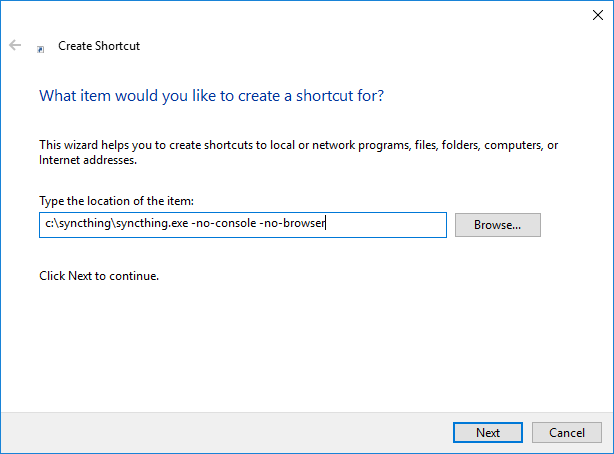 Create Shortcut
What item would you like to create a shortcut for?
This wizard helps you to create shortcuts to local or network programs, files, folders, computers, or
Internet addresses.
Type the location of the item:
c:\syncthing\syncthing.exe -no-console -no-browser
Browse...
Click Next to continue.
Next
Cancel